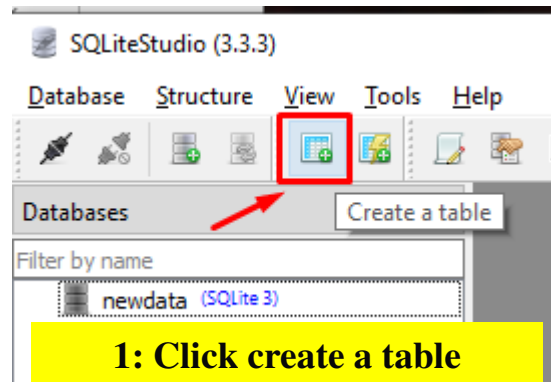 SQLiteStudio (3.3.3)
Database Structure View Tools Help
Databases
Create a table
Filter by name
newdata (SQLite 3)
1: Click create a table